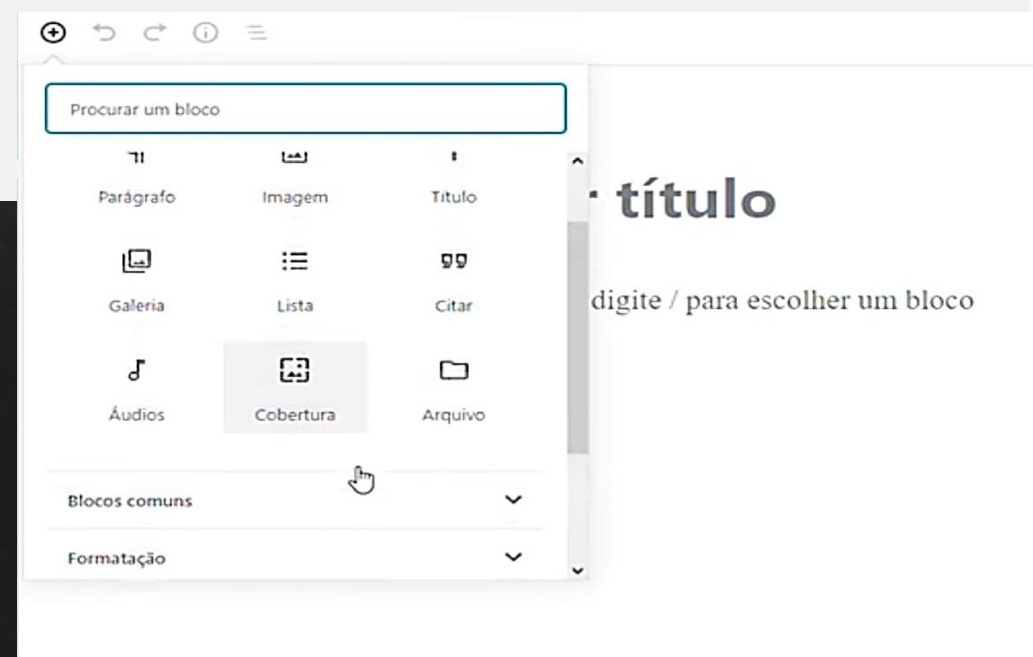 Procurar um bloco
Parágrafo Imagem Título
título
Galeria Lista Citar
digite / para escolher um bloco
Áudios Cobertura Arquivo
Blocos comuns
Formatação